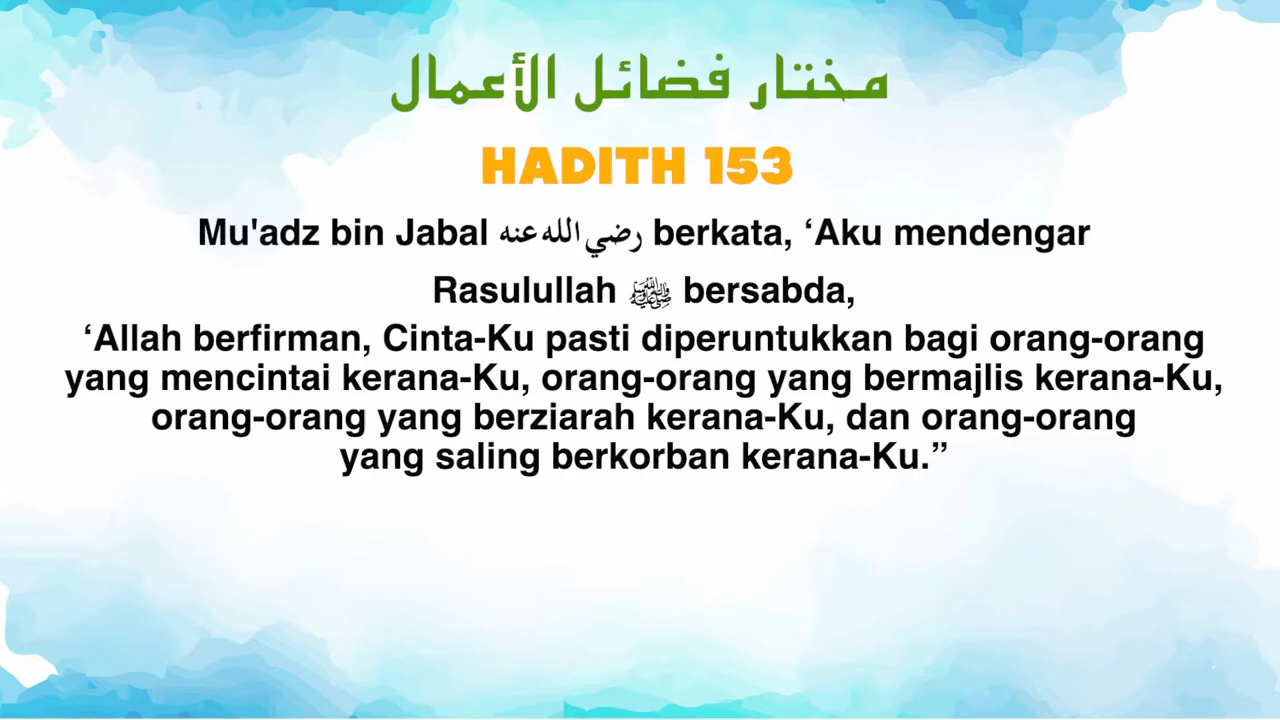 مختار فضائل الأعمال
HADITH 153
Mu'adz bin Jabal رضي الله عنه berkata, ‘Aku mendengar
Rasulullah ﷺ bersabda,
‘Allah berfirman, Cinta-Ku pasti diperuntukkan bagi orang-orang
yang mencintai kerana-Ku, orang-orang yang bermajlis kerana-Ku,
orang-orang yang berziarah kerana-Ku, dan orang-orang
yang saling berkorban kerana-Ku.”